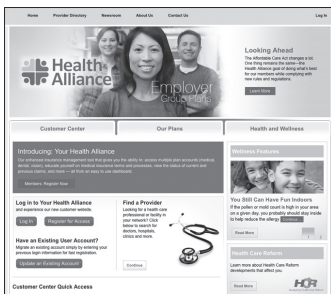 Home Provider Directory Newsroom About Us Contact Us Log In
Health
Alliance
Employer
Group Plans
Looking Ahead
The Affordable Care Act changes a lot.
One thing remains the same—the
Health Alliance goal of doing what's best
for our members while complying with
new rules and regulations.
Learn More
Customer Center Our Plans Health and Wellness
Introducing: Your Health Alliance
Our enhanced insurance management tool that gives you the ability to: access multiple plan accounts (medical,
dental, vision), educate yourself on medical insurance terms and processes, view the status of current and
previous claims, and more — all from an easy to use dashboard.
Members: Register Now
Log in to Your Health Alliance
and experience our new customer website.
Log In Register for Access
Have an Existing User Account?
Migrate an existing account simply by entering your
previous login information for fast registration.
Update an Existing Account
Find a Provider
Looking for a health care
professional or facility in
your network? Click
below to search for
doctors, hospitals,
clinics and more.
Continue
Customer Center Quick Access
Wellness Features
You Still Can Have Fun Indoors
If the pollen or mold count is high in your area
on a given day, you probably should stay inside
to help reduce the allergy Continue...
Read More
Health Care Reform
Learn more about Health Care Reform
developments that affect you.
Read More
HCR